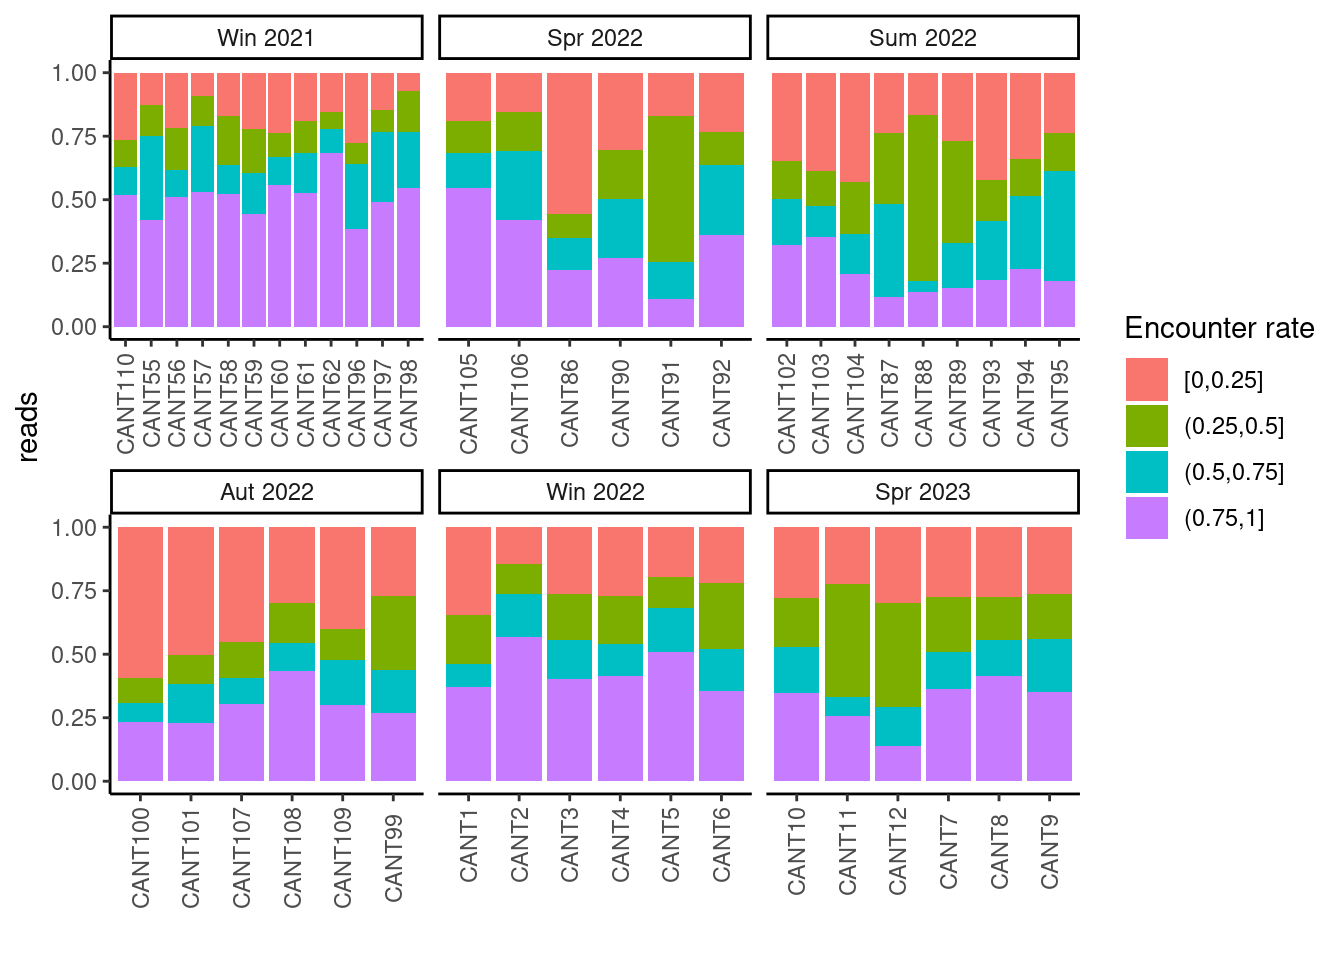 Win 2021
Spr 2022
Sum 2022
1.00
0.75
0.50
0.25
0.00
CANT110
CANT55
CANT56
CANT57
CANT58
CANT59
CANT60
CANT61
CANT62
CANT96
CANT97
CANT98
CANT105
CANT106
CANT86
CANT90
CANT91
CANT92
CANT102
CANT103
CANT104
CANT87
CANT88
CANT89
CANT93
CANT94
CANT95
reads
Aut 2022
Win 2022
Spr 2023
1.00
0.75
0.50
0.25
0.00
CANT100
CANT101
CANT107
CANT108
CANT109
CANT99
CANT1
CANT2
CANT3
CANT4
CANT5
CANT6
CANT10
CANT11
CANT12
CANT7
CANT8
CANT9
Encounter rate
[0,0.25]
(0.25,0.5]
(0.5,0.75]
(0.75,1]